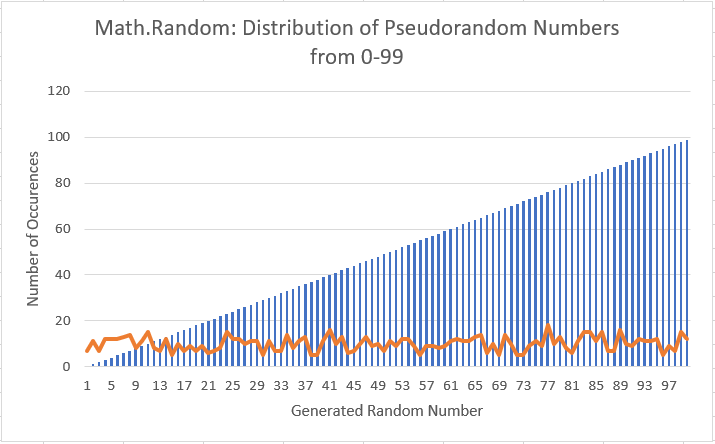 Math.Random: Distribution of Pseudorandom Numbers
from 0-99
120
100
80
60
40
20
0
Number of Occurences
1 5 9 13 17 21 25 29 33 37 41 45 49 53 57 61 65 69 73 77 81 85 89 93 97
Generated Random Number